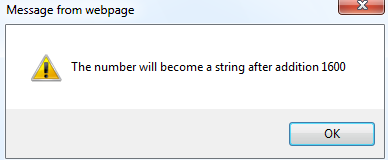 Message from webpage
The number will become a string after addition 1600
OK